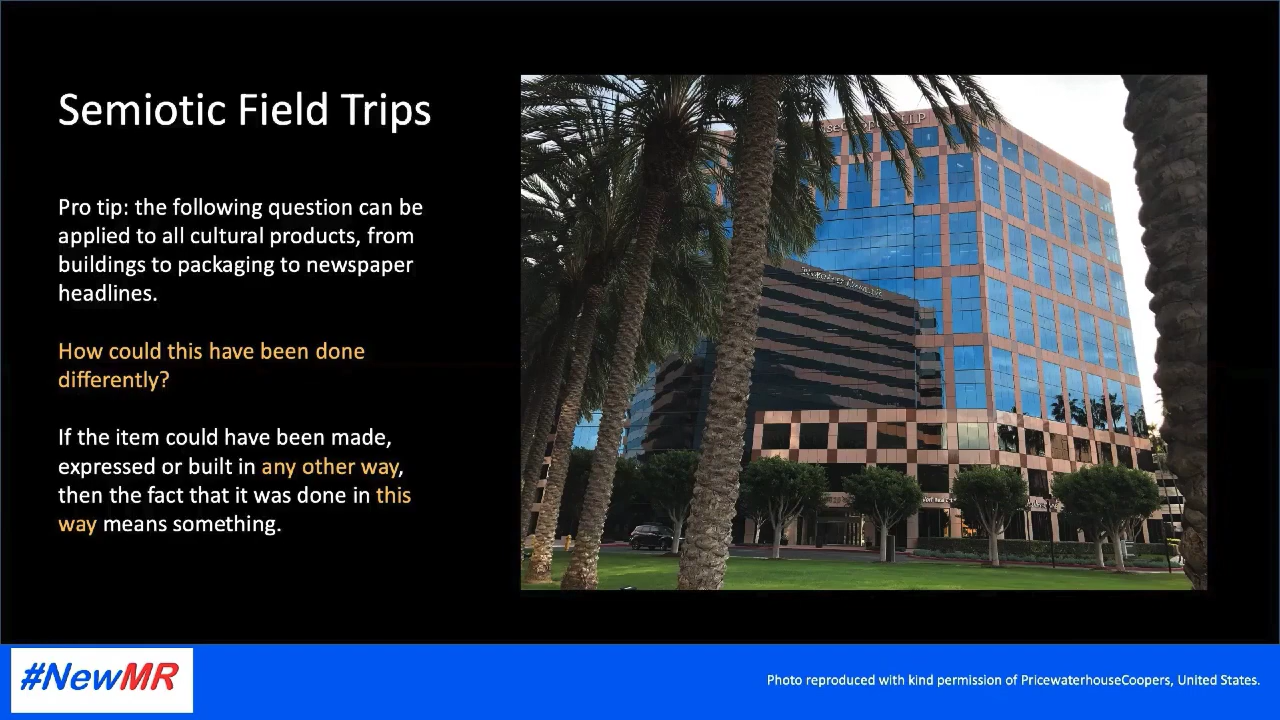 Semiotic Field Trips
Pro tip: the following question can be
applied to all cultural products, from
buildings to packaging to newspaper
headlines.
How could this have been done
differently?
If the item could have been made,
expressed or built in any other way,
then the fact that it was done in this
way means something.
LLP
#NewMR
Photo reproduced with kind permission of PricewaterhouseCoopers, United States.